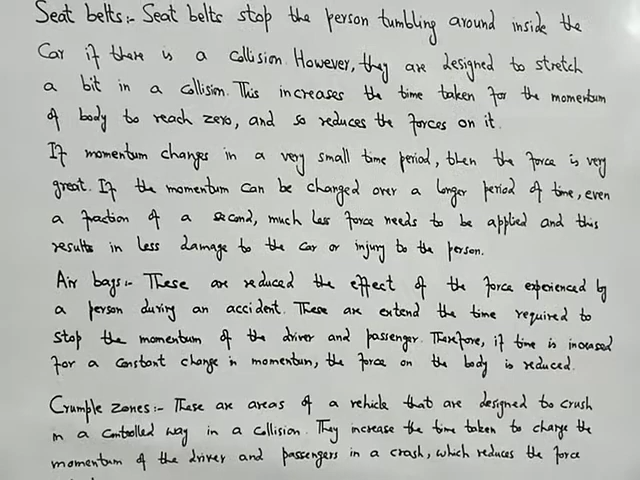 Seat belts:- Seat belts stop the person tumbling around inside the
Car if there is a collision. However, they are designed to stretch
a bit in a collision. This increases the time taken for the momentum
of body to reach zero, and so reduces the forces on it.
If momentum changes in a very small time period, then the force is very
great. If the momentum can be changed over a longer period of time, even
a fraction of a second, much less force needs to be applied and this
results in less damage to the car or injury to the person.
Air bags:- These are reduced the effect of the force experienced by
a person during an accident. These are extend the time required to
stop the momentum of the driver and passenger. Therefore, if time is increased
for a constant change in momentum, the force on the body is reduced.
Crumple zones:- These are areas of a vehicle that are designed to crush
in a controlled way in a collision. They increase the time taken to change the
momentum of the driver and passengers in a crash, which reduces the force